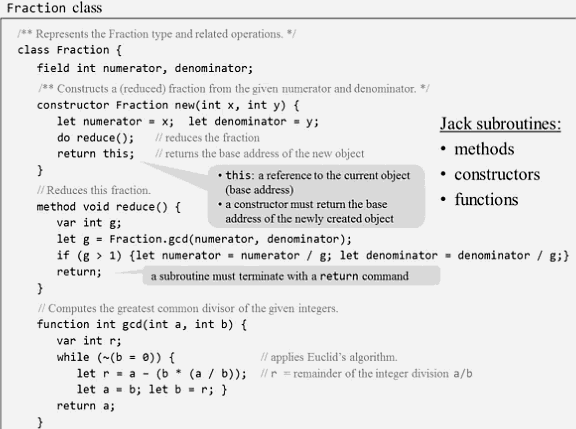 Fraction class
/** Represents the Fraction type and related operations. */
class Fraction {
field int numerator, denominator;
/** Constructs a (reduced) fraction from the given numerator and denominator. */
constructor Fraction new(int x, int y) {
let numerator = x; let denominator = y;
do reduce(); // reduces the fraction
return this; // returns the base address of the new object
}
• this: a reference to the current object
(base address)
• a constructor must return the base
address of the newly created object
// Reduces this fraction.
method void reduce() {
var int g;
let g = Fraction.gcd(numerator, denominator);
if (g > 1) {let numerator = numerator / g; let denominator = denominator / g;}
return;
a subroutine must terminate with a return command
}
// Computes the greatest common divisor of the given integers.
function int gcd(int a, int b) {
var int r;
while (~(b = 0)) { // applies Euclid's algorithm.
let r = a – (b * (a / b)); // r = remainder of the integer division a/b
let a = b; let b = r; }
return a;
}
Jack subroutines:
• methods
• constructors
• functions